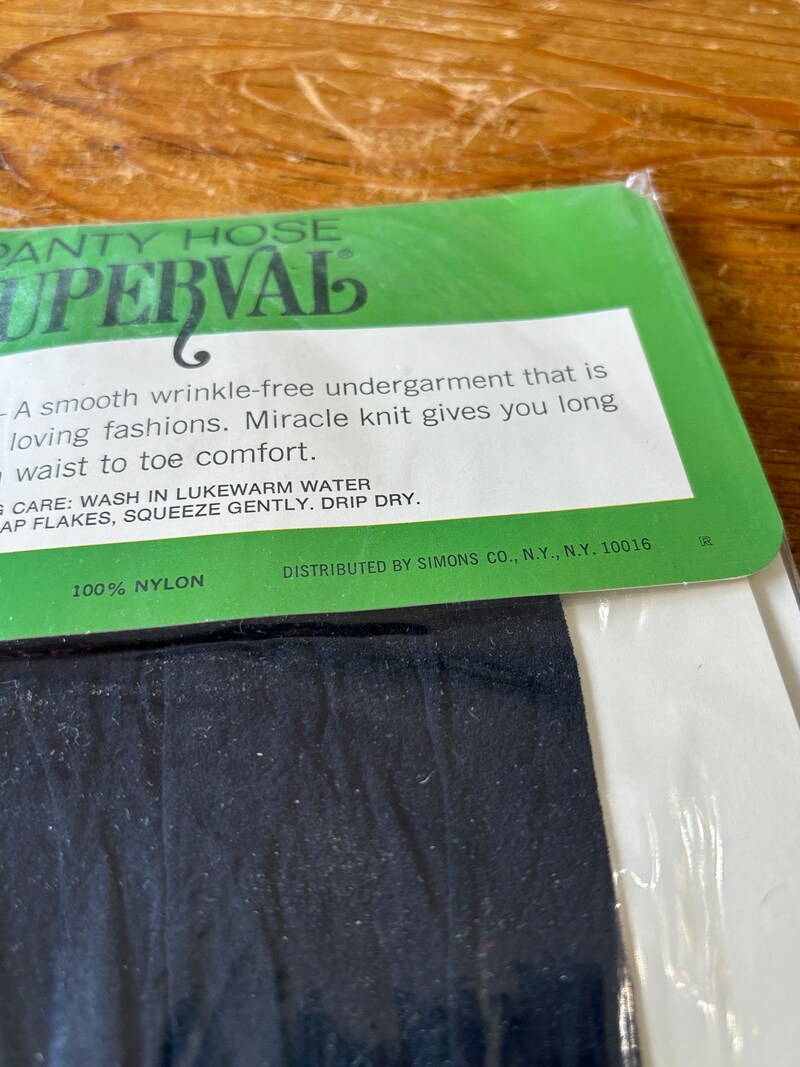 PANTY HOSE
UPERVAL®
- A smooth wrinkle-free undergarment that is
loving fashions. Miracle knit gives you long
waist to toe comfort.
G CARE: WASH IN LUKEWARM WATER
AP FLAKES, SQUEEZE GENTLY. DRIP DRY.
100% NYLON
DISTRIBUTED BY SIMONS CO., N.Y., N.Y. 10016
®